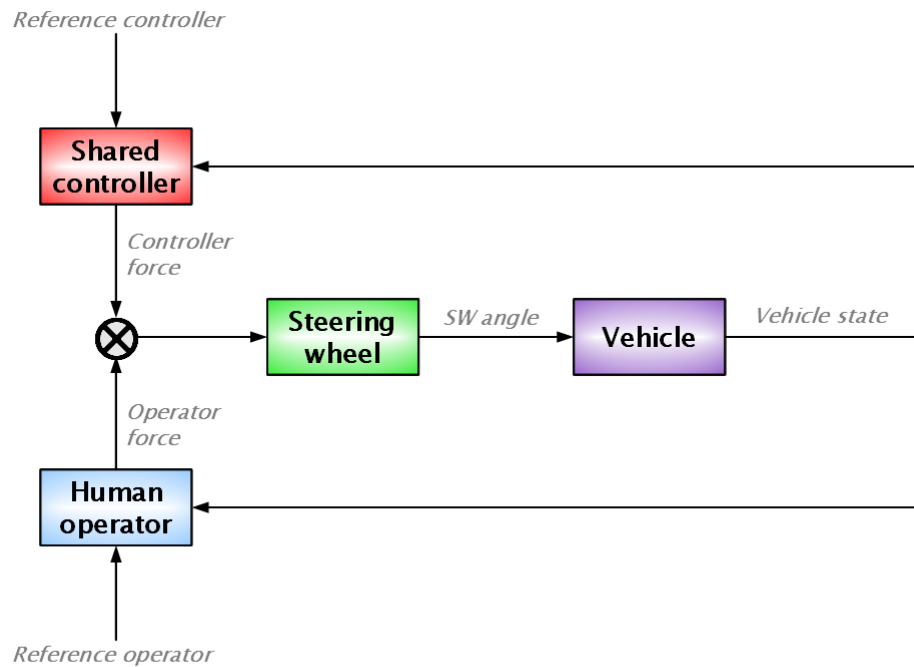 Reference controller
Shared
controller
Controller
force
Steering
wheel
SW angle
Vehicle
Vehicle state
Operator
force
Human
operator
Reference operator